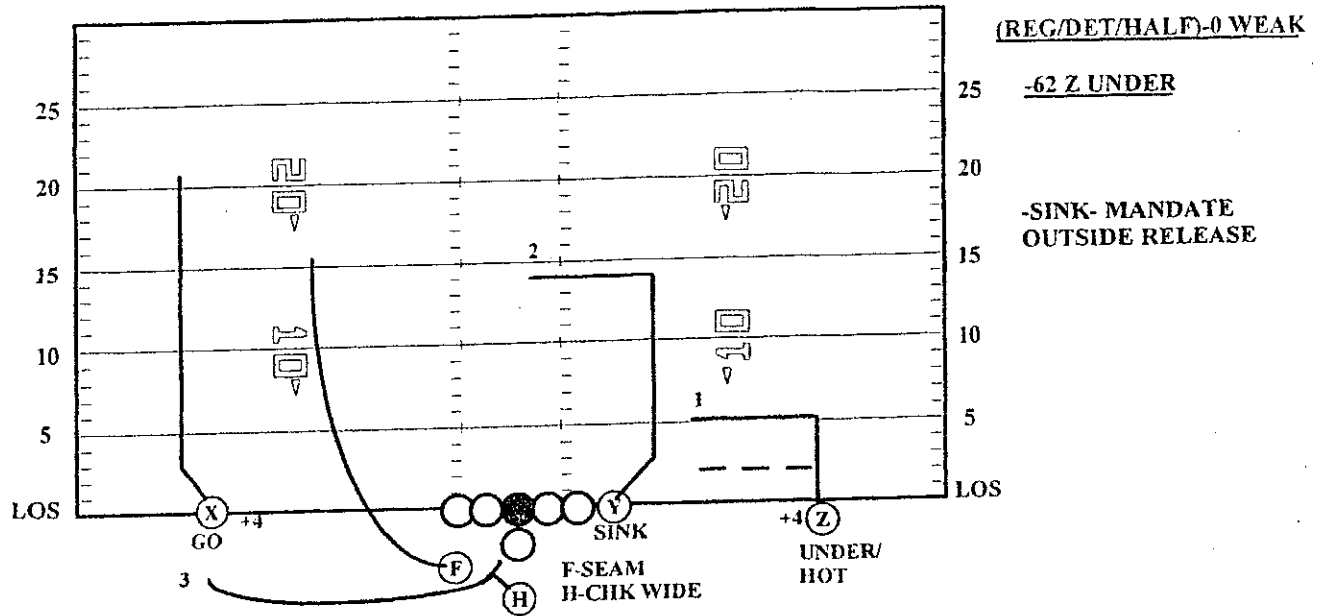 (REG/DET/HALF)-0 WEAK
-62 Z UNDER
-SINK- MANDATE
OUTSIDE RELEASE
25
25
20
20
20
20
15
15
2
10
10
10
10
1
5
5
LOS
LOS
X
+4
GO
Y
SINK
+4
Z
UNDER/
HOT
3
F
H
F-SEAM
H-CHK WIDE